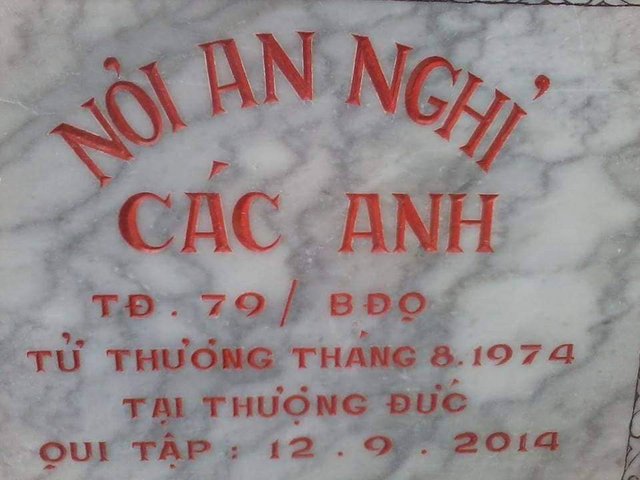 NƠI AN NGHỈ
CÁC ANH
TĐ . 79 / BĐQ
TỬ THƯƠNG THÁNG 8.1974
TẠI THƯỢNG ĐỨC
QUI TẬP : 12 . 9 . 2014